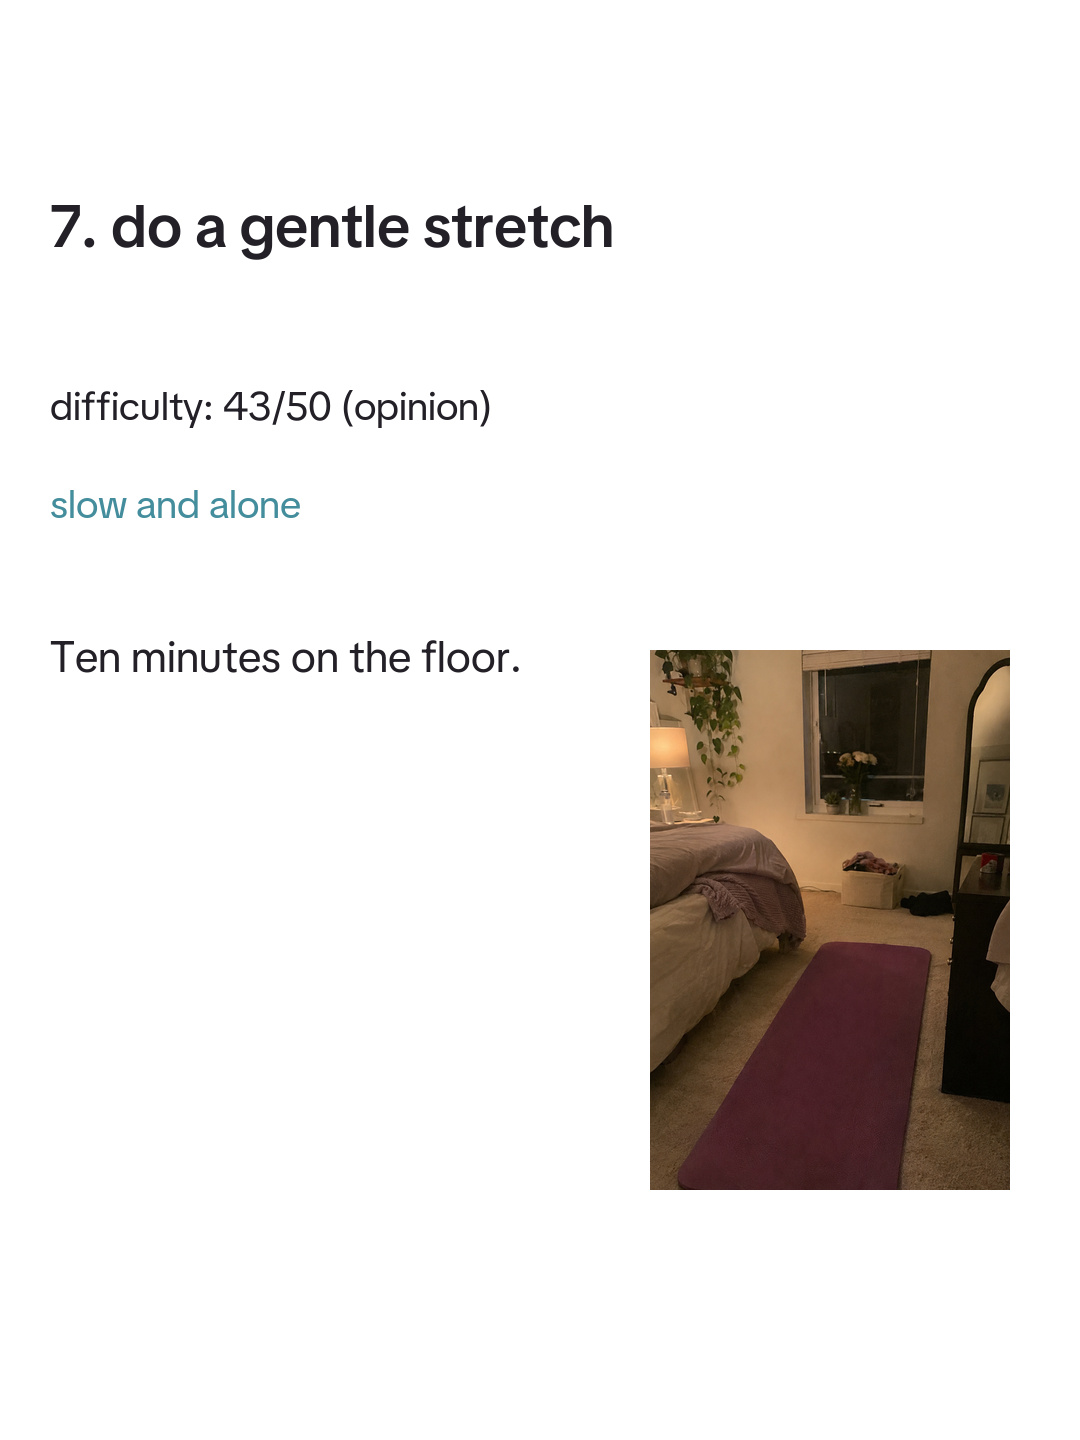 7. do a gentle stretch
difficulty: 43/50 (opinion)
slow and alone
Ten minutes on the floor.